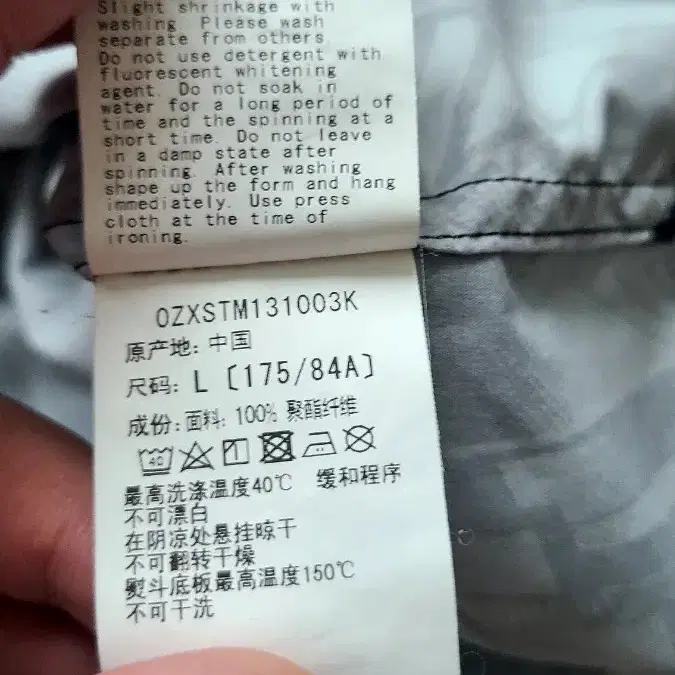 Slight shrinkage with
washing. Please wash
separate from others
Do not use detergent with
fluorescent whitening
agent. Do not soak in
water for a long period of
time and the spinning at a
short time. Do not leave
in a damp state after
spinning. After washing
shape up the form and hang
immediately. Use press
cloth at the time of
ironing.
OZXSTM131003K
原产地: 中国
尺码: L [175/84A]
成份: 面料: 100% 聚酯纤维
40
最高洗涤温度40℃ 缓和程序
不可漂白
在阴凉处悬挂晾干
不可翻转干燥
熨斗底板最高温度150℃
不可干洗